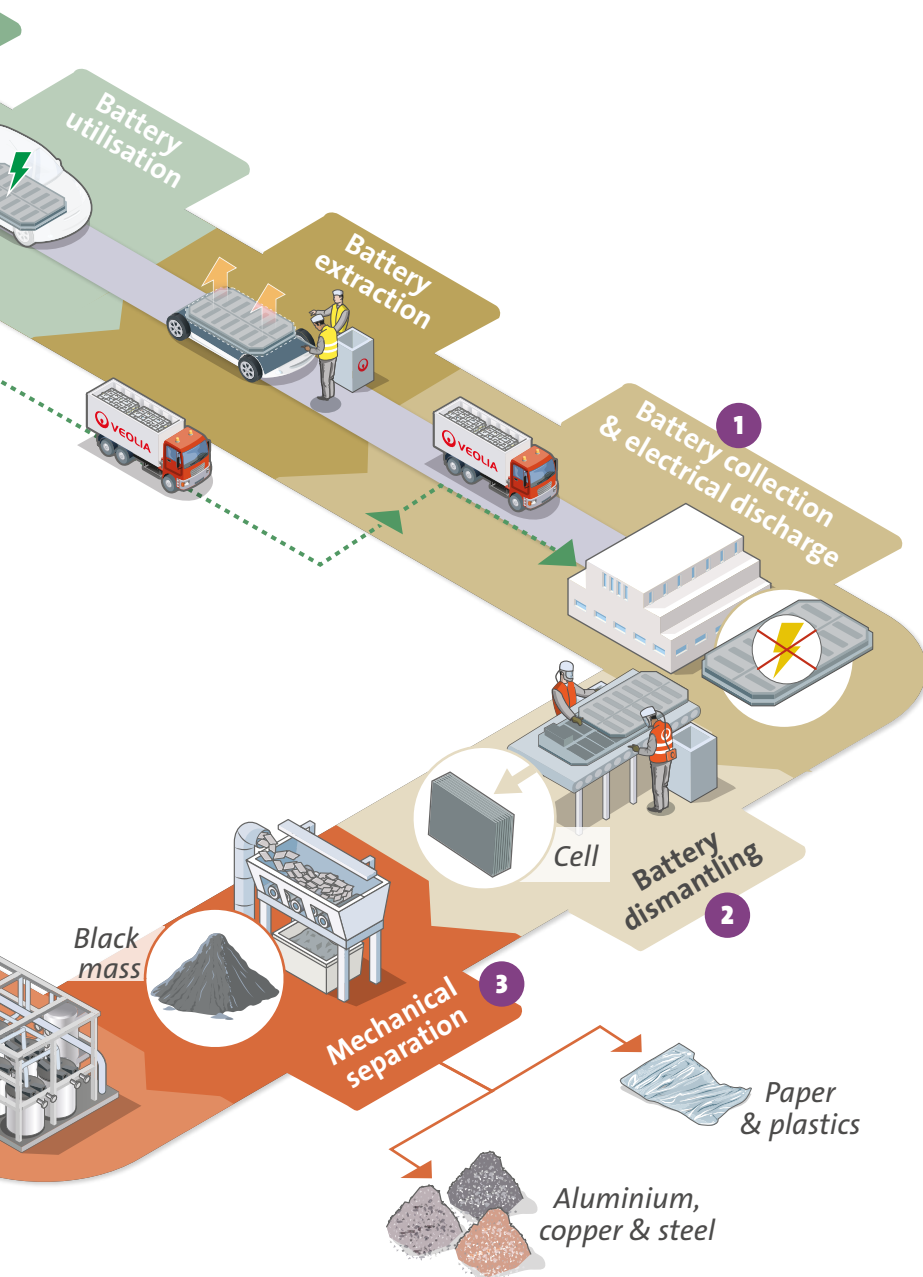 Battery
utilisation
Battery
extraction
VEOLIA
VEOLIA
1
Battery collection
& electrical discharge
Cell
Battery
dismantling
2
Black
mass
3
Mechanical
separation
Paper
& plastics
Aluminium,
copper & steel